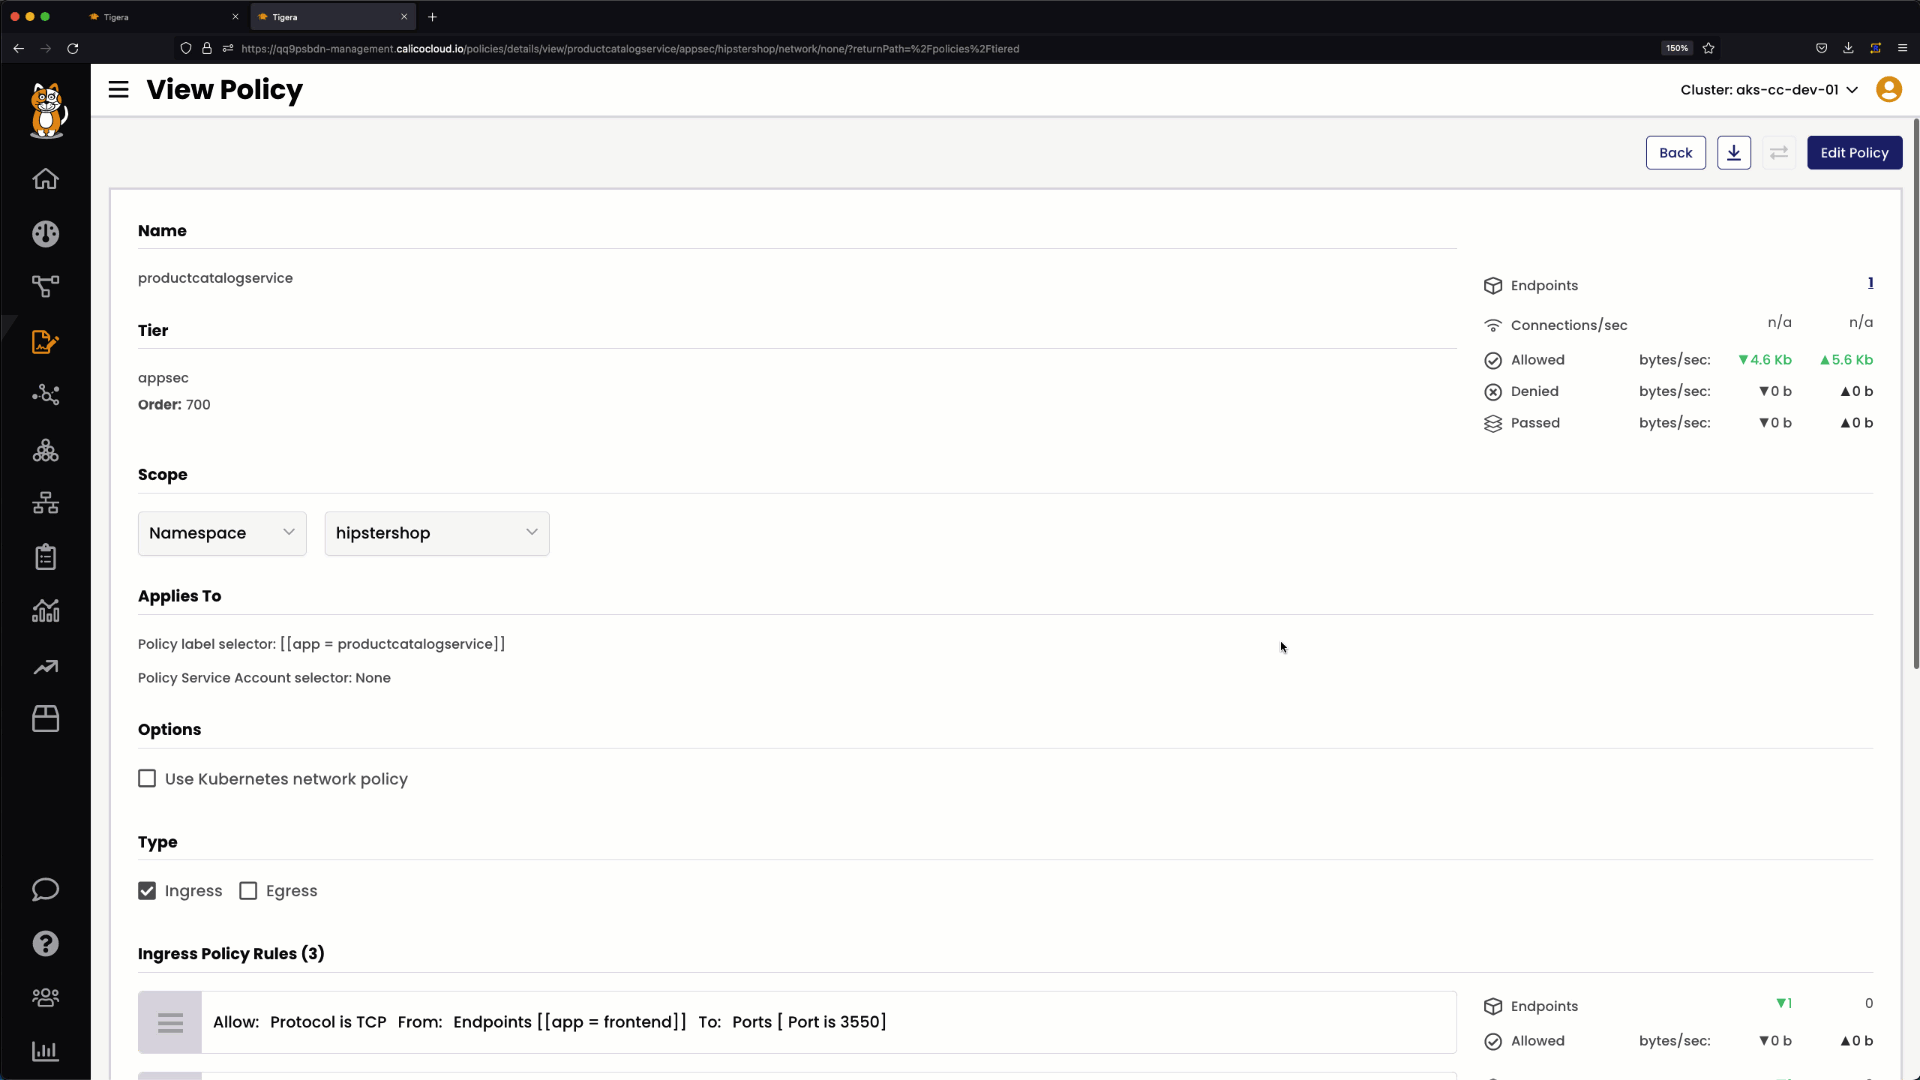 Tigera
Tigera
https://qq9psbdn-management.calicocloud.io/policies/details/view/productcatalogservice/appsec/hipstershop/network/none/?returnPath=%2Fpolicies%2Ftiered
150%
View Policy
Cluster: aks-cc-dev-01
Back
Edit Policy
Name
productcatalogservice
Tier
appsec
Order: 700
Endpoints 1
Connections/sec n/a n/a
Allowed bytes/sec: ▼4.6 Kb ▲5.6 Kb
Denied bytes/sec: ▼0 b ▲0 b
Passed bytes/sec: ▼0 b ▲0 b
Scope
Namespace hipstershop
Applies To
Policy label selector: [[app = productcatalogservice]]
Policy Service Account selector: None
Options
Use Kubernetes network policy
Type
Ingress Egress
Ingress Policy Rules (3)
Allow: Protocol is TCP From: Endpoints [[app = frontend]] To: Ports [ Port is 3550]
Endpoints ▼1 0
Allowed bytes/sec: ▼0 b ▲0 b